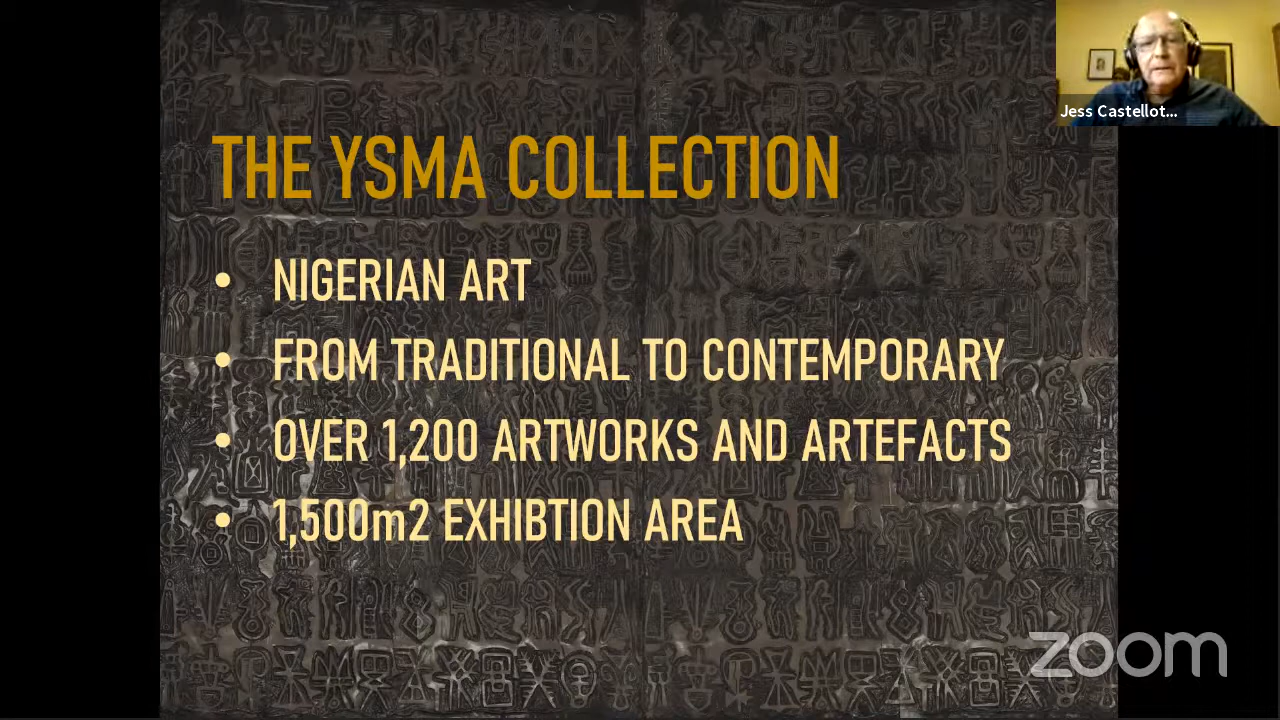 Jess Castellot...
THE YSMA COLLECTION
• NIGERIAN ART
• FROM TRADITIONAL TO CONTEMPORARY
• OVER 1,200 ARTWORKS AND ARTEFACTS
• 1,500m2 EXHIBTION AREA
zoom